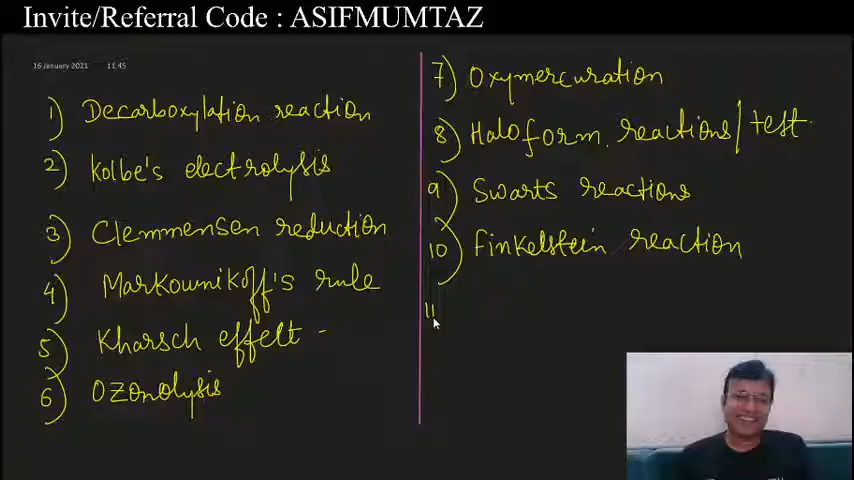 Invite/Referral Code : ASIFMUMTAZ
16 January 2021 11:45
1) Decarboxylation reaction
2) Kolbe's electrolysis
3) Clemmensen reduction
4) Markownikoff's rule
5) Kharsch effect -
6) Ozonolysis
7) Oxymercuration
8) Haloform. reactions/test
9) Swarts reactions
10) Finkelstein reaction
11